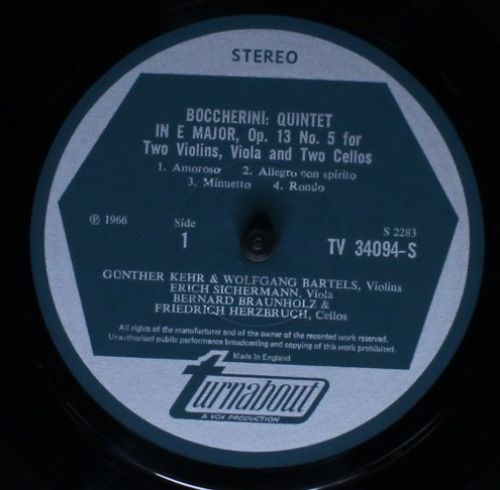 STEREO
BOCCHERINI: QUINTET
IN E MAJOR, Op. 13 No. 5 for
Two Violins, Viola and Two Cellos
1. Amoroso 2. Allegro con spirito
3. Minuetto 4. Rondo
℗ 1966
Side
1
S 2283
TV 34094-S
GÜNTHER KEHR & WOLFGANG BARTELS, Violins
ERICH SICHERMANN, Viola
BERNARD BRAUNHOLZ &
FRIEDRICH HERZBRUCH, Cellos
All rights of the manufacturer and of the owner of the recorded work reserved.
Unauthorised public performance broadcasting and copying of this work prohibited.
Made in England
turnabout
A VOX PRODUCTION